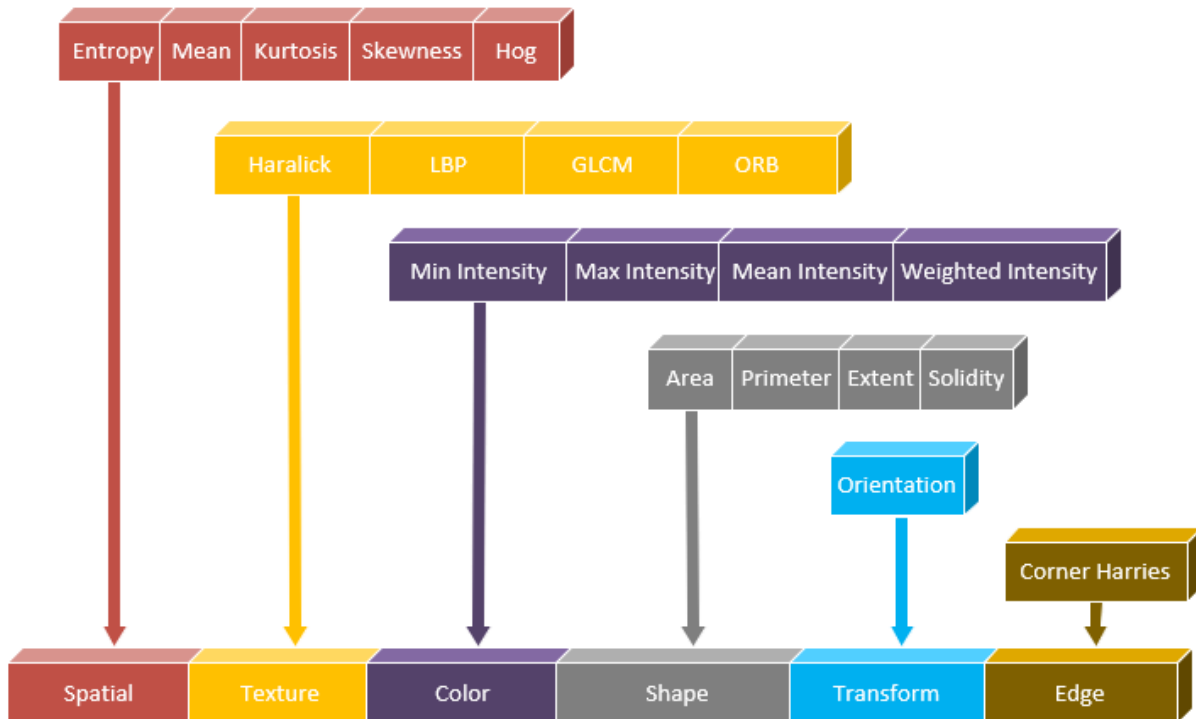 Entropy Mean Kurtosis Skewness Hog
Haralick LBP GLCM ORB
Min Intensity Max Intensity Mean Intensity Weighted Intensity
Area Primeter Extent Solidity
Orientation
Corner Harries
Spatial Texture Color Shape Transform Edge